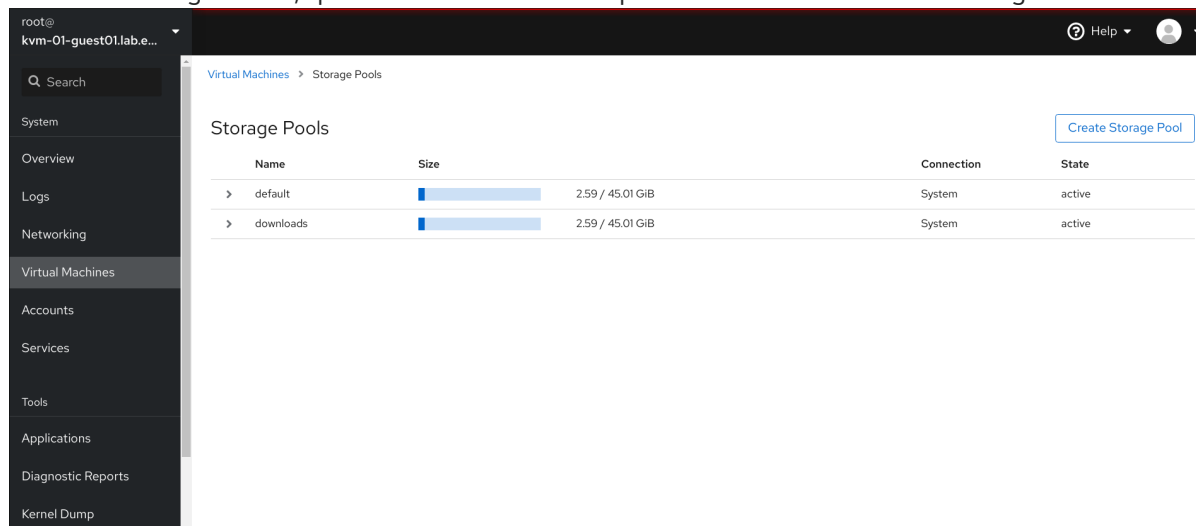 root@
kvm-01-guest01.lab.e...
Help
Search
System
Overview
Logs
Networking
Virtual Machines
Accounts
Services
Tools
Applications
Diagnostic Reports
Kernel Dump
Virtual Machines > Storage Pools
Storage Pools
Create Storage Pool
Name Size Connection State
default 2.59 / 45.01 GiB System active
downloads 2.59 / 45.01 GiB System active